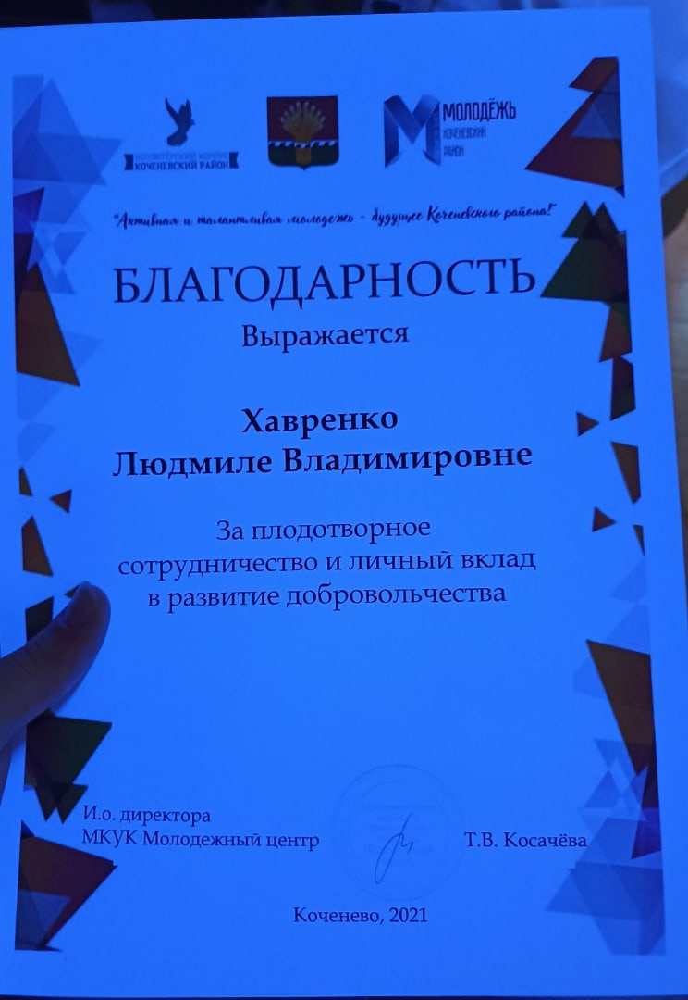 ВОЛОНТЁРСКИЙ КОРПУС
КОЧЕНЕВСКИЙ РАЙОН
МОЛОДЁЖЬ
КОЧЕНЕВСКИЙ
РАЙОН
"Активная и талантливая молодежь - будущее Коченевского района!"
БЛАГОДАРНОСТЬ
Выражается
Хавренко
Людмиле Владимировне
За плодотворное
сотрудничество и личный вклад
в развитие добровольчества
И.о. директора
МКУК Молодежный центр
Т.В. Косачёва
Коченево, 2021